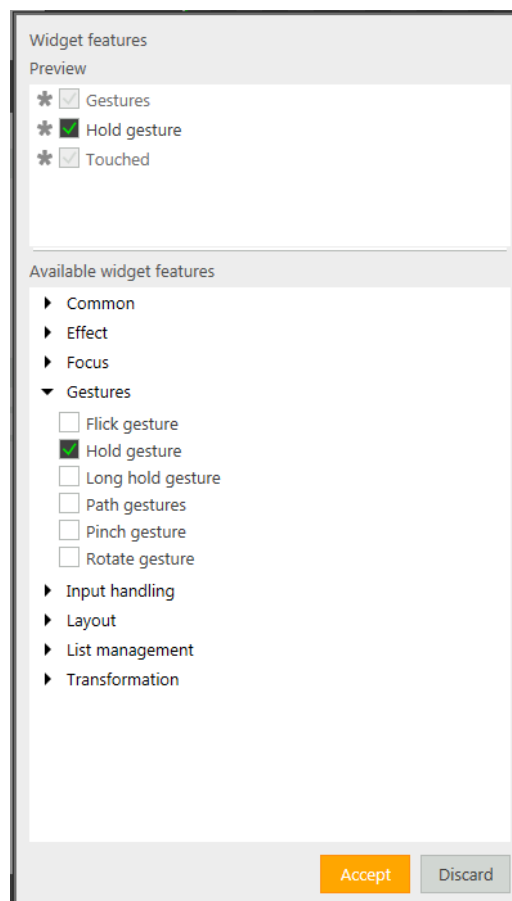 Widget features
Preview
Gestures
Hold gesture
Touched
Available widget features
Common
Effect
Focus
Gestures
Flick gesture
Hold gesture
Long hold gesture
Path gestures
Pinch gesture
Rotate gesture
Input handling
Layout
List management
Transformation
Accept Discard